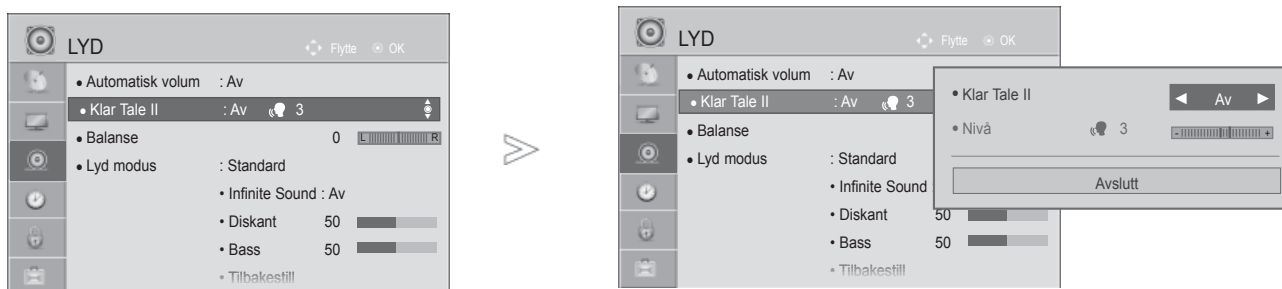 LYD
Flytte OK
• Automatisk volum : Av
• Klar Tale II : Av 3
• Balanse 0 L R
• Lyd modus : Standard
• Infinite Sound : Av
• Diskant 50
• Bass 50
• Tilbakestill
LYD
Flytte OK
• Automatisk volum : Av
• Klar Tale II : Av 3
• Balanse
• Lyd modus : Standard
• Infinite Sound :
• Diskant 50
• Bass 50
• Tilbakestill
• Klar Tale II ◄ Av ►
• Nivå 3 - +
Avslutt